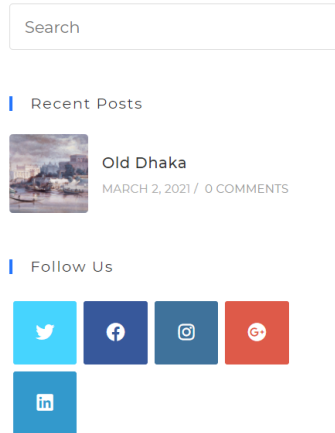 Search
Recent Posts
Old Dhaka
MARCH 2, 2021 / 0 COMMENTS
Follow Us